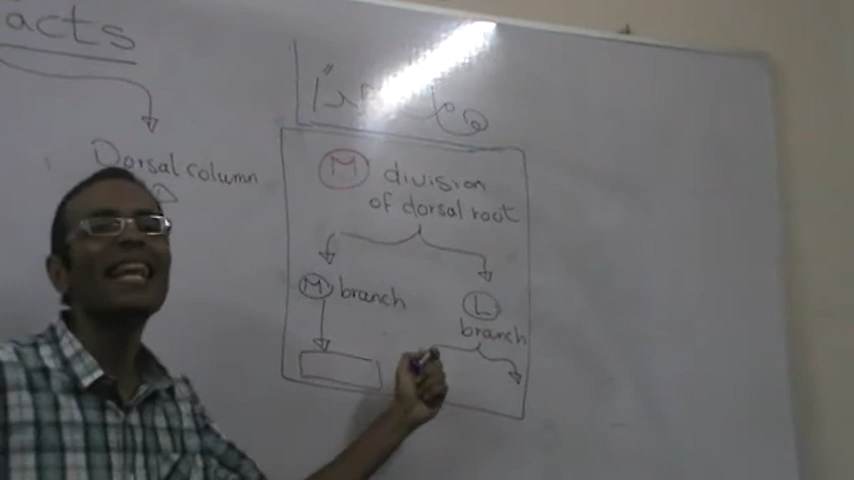 acts
Dorsal column
M division
of dorsal root
M branch
L
branch